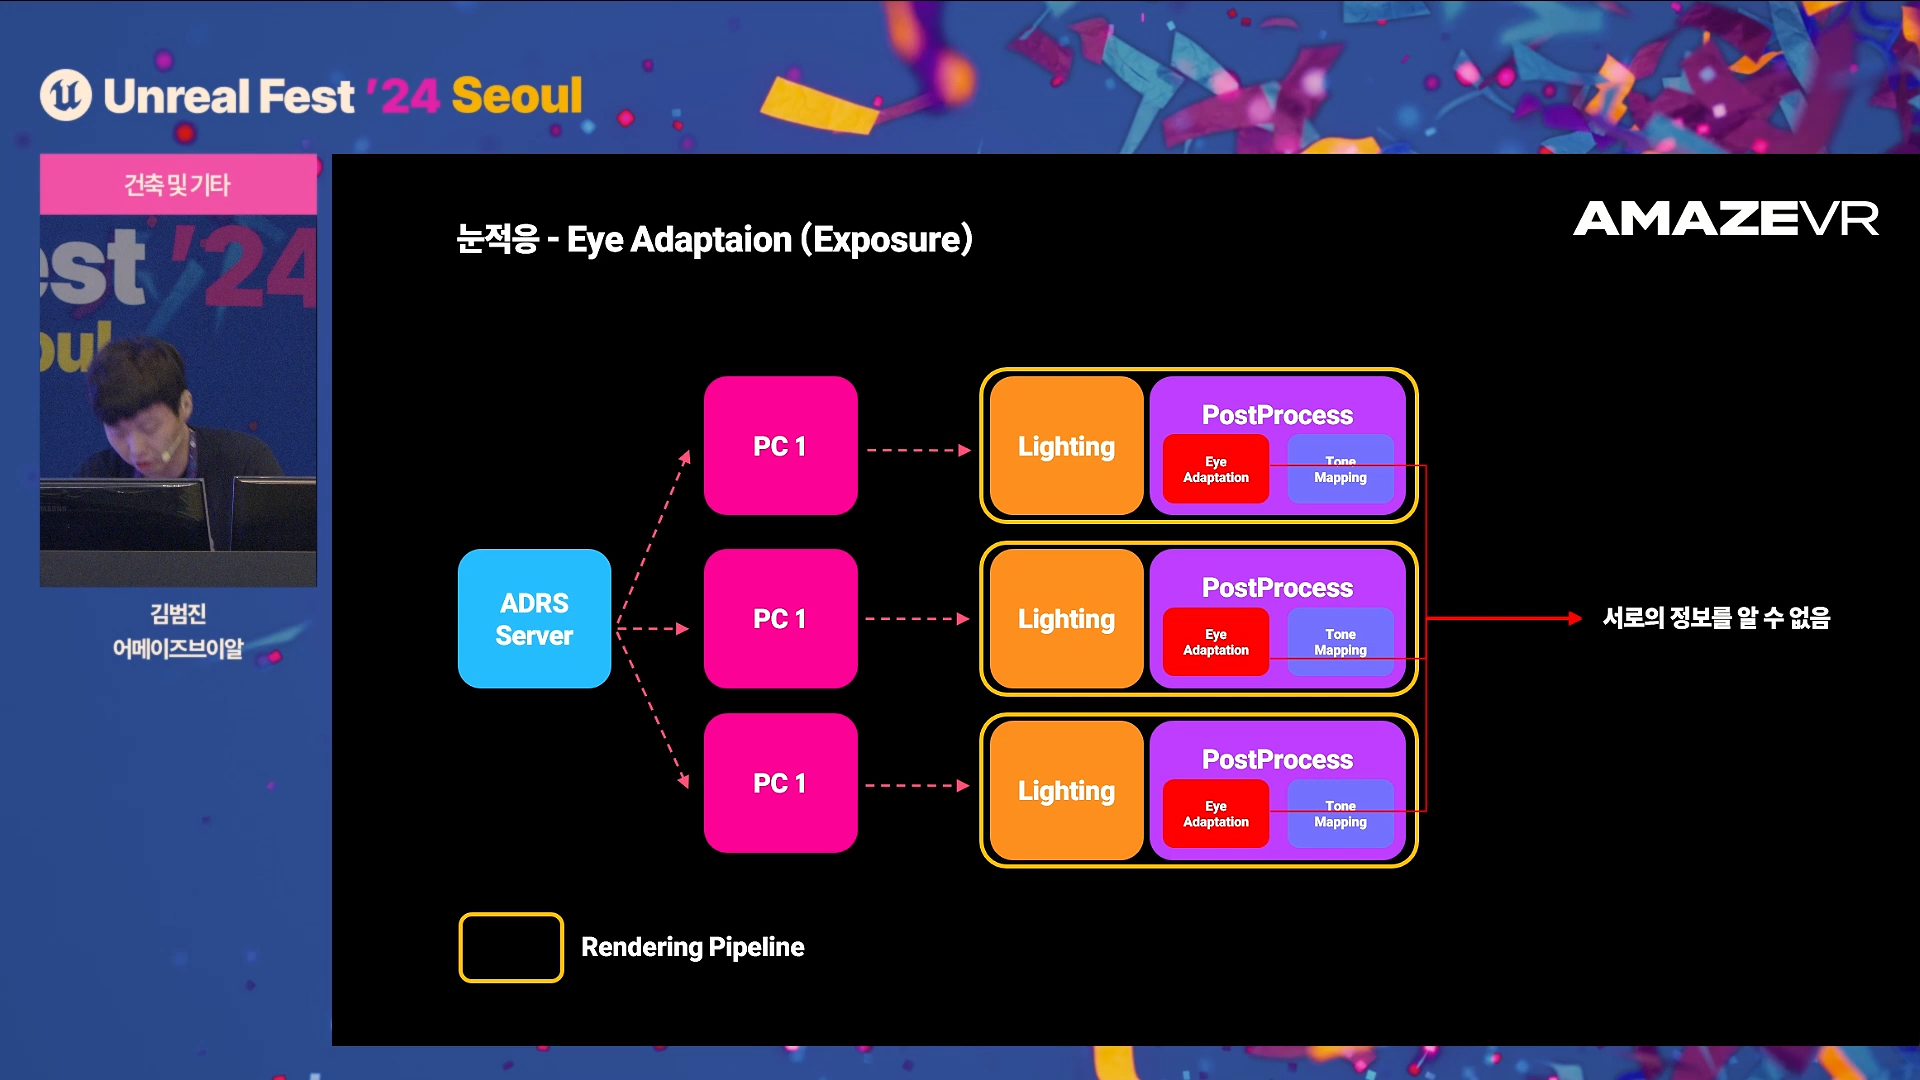 Unreal Fest '24 Seoul
건축 및 기타
est '24
oul
김범진
어메이즈브이알
AMAZEVR
눈적응 - Eye Adaptaion (Exposure)
ADRS
Server
PC 1
Lighting
PostProcess
Eye
Adaptation
Tone
Mapping
PC 1
Lighting
PostProcess
Eye
Adaptation
Tone
Mapping
PC 1
Lighting
PostProcess
Eye
Adaptation
Tone
Mapping
서로의 정보를 알 수 없음
Rendering Pipeline